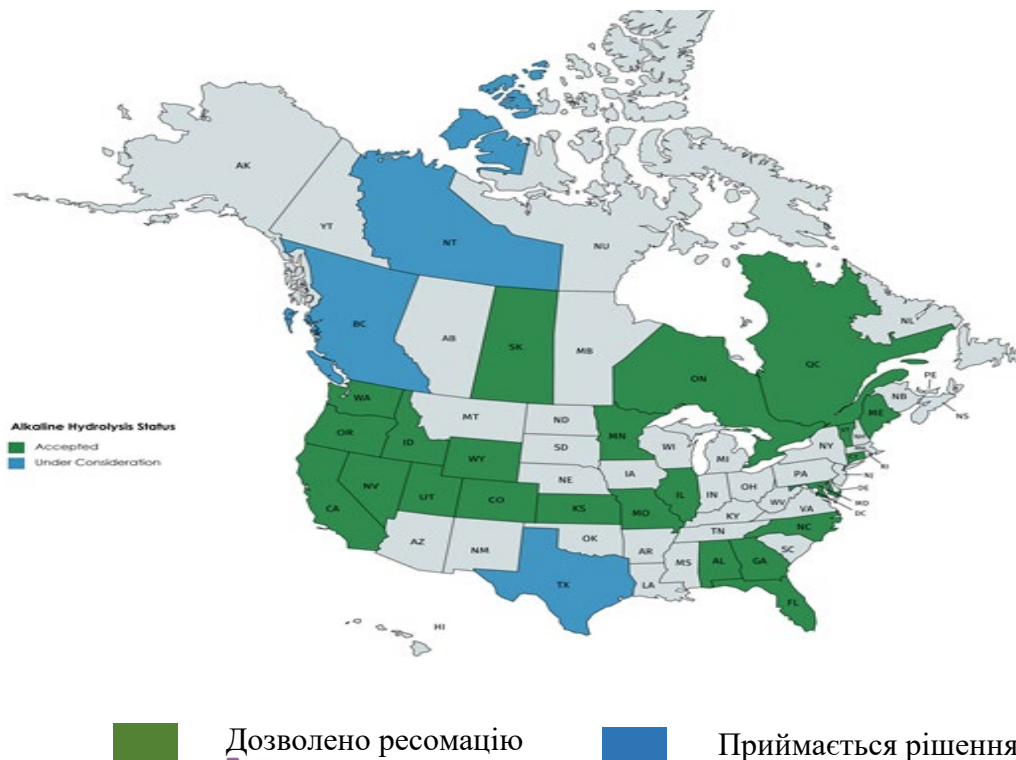 AK
YT
NT
NU
BC
AB
SK
MB
ON
QC
NL
PE
NB
NS
WA
MT
ND
MN
ME
VT
NH
OR
ID
SD
WI
MI
NY
RI
WY
IA
PA
NJ
NV
UT
NE
IL
IN
OH
DE
CA
CO
KS
MO
WV
VA
MD
DC
KY
AZ
NM
OK
AR
TN
NC
SC
TX
LA
MS
AL
GA
FL
HI
Alkaline Hydrolysis Status
Accepted
Under Consideration
Дозволено ресомацію
Приймається рішення